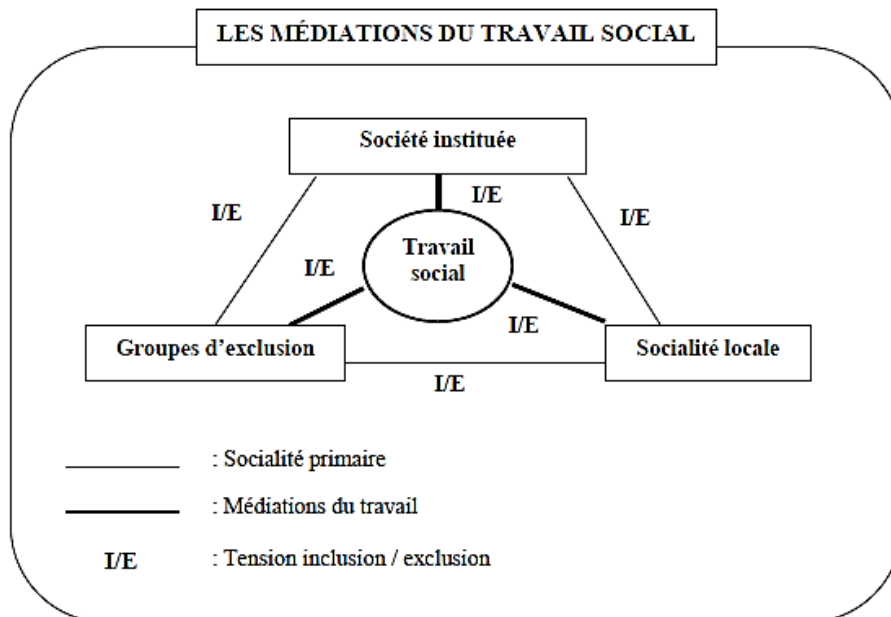 LES MÉDIATIONS DU TRAVAIL SOCIAL
Société instituée
I/E
I/E
I/E
Travail
social
I/E
I/E
Groupes d'exclusion
Socialité locale
I/E
: Socialité primaire
: Médiations du travail
I/E : Tension inclusion / exclusion